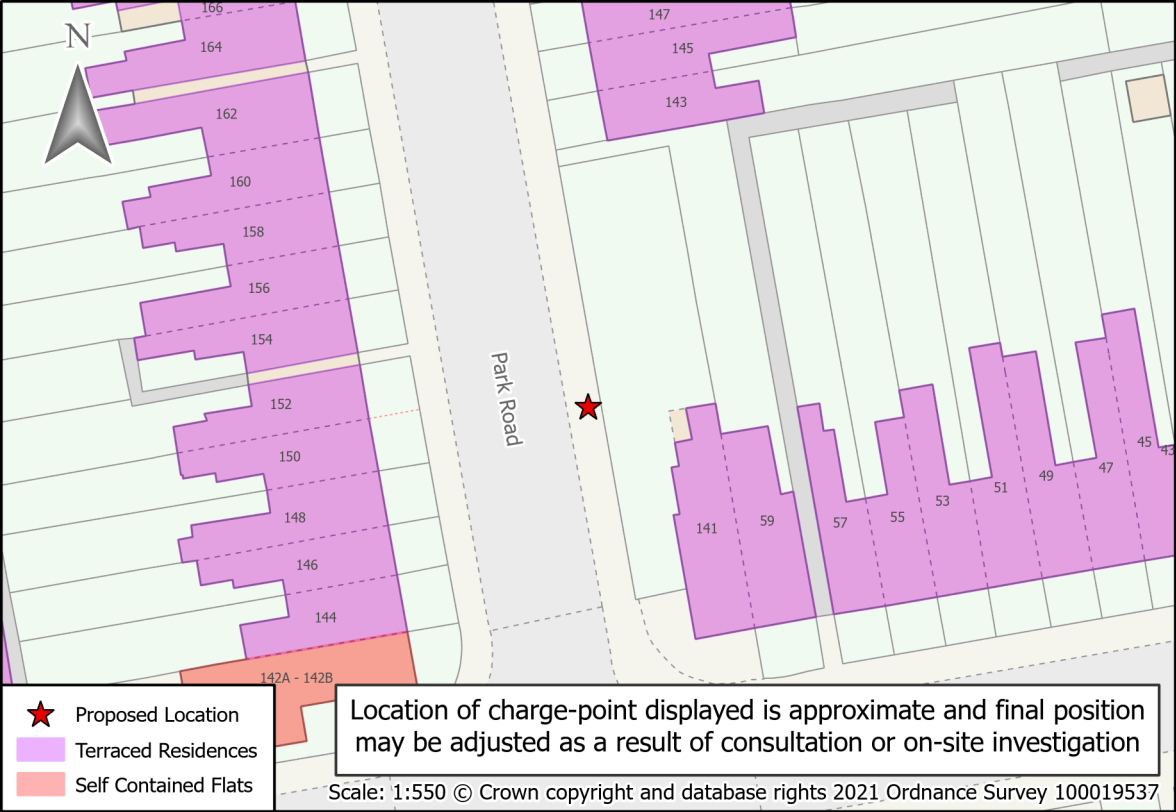 N
166
164
162
160
158
156
154
152
150
148
146
144
142A - 142B
Park Road
147
145
143
141
59
57
55
53
51
49
47
45
43
Proposed Location
Terraced Residences
Self Contained Flats
Location of charge-point displayed is approximate and final position
may be adjusted as a result of consultation or on-site investigation
Scale: 1:550 © Crown copyright and database rights 2021 Ordnance Survey 100019537